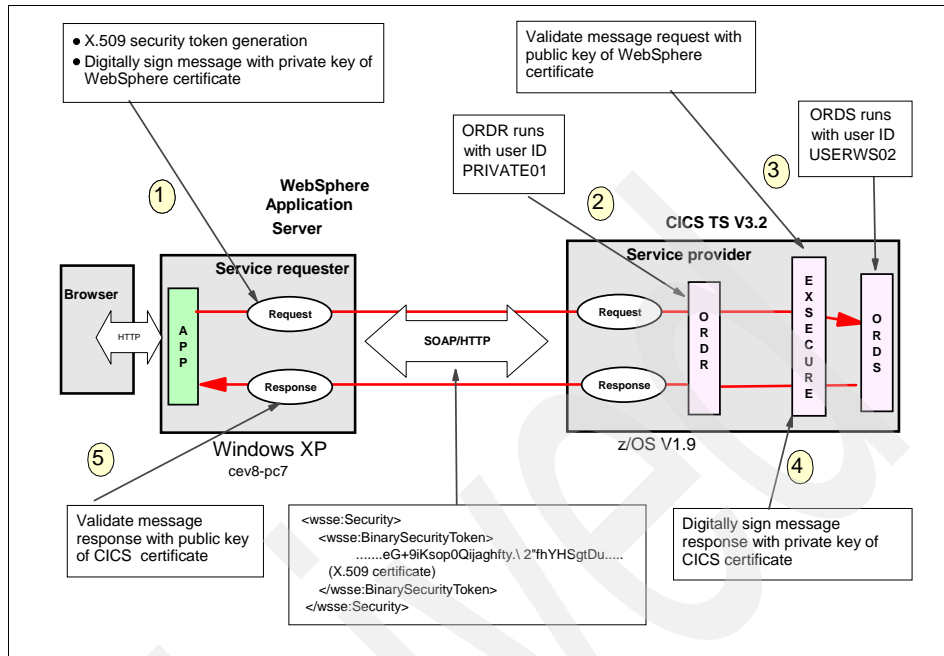 ● X.509 security token generation
● Digitally sign message with private key of
WebSphere certificate
Validate message request with
public key of WebSphere
certificate
ORDR runs
with user ID
PRIVATE01
ORDS runs
with user ID
USERWS02
1
2
3
WebSphere
Application
Server
CICS TS V3.2
Service requester
Service provider
Browser
HTTP
APP
Request
Response
SOAP/HTTP
Request
Response
ORDR
EXSECURE
ORDS
Windows XP
cev8-pc7
z/OS V1.9
5
4
Validate message
response with public key
of CICS certificate
<wsse:Security>
<wsse:BinarySecurityToken>
.......eG+9iKsop0Qijaghfty.\ 2"fhYHSgtDu.....
(X.509 certificate)
</wsse:BinarySecurityToken>
</wsse:Security>
Digitally sign message
response with private key of
CICS certificate